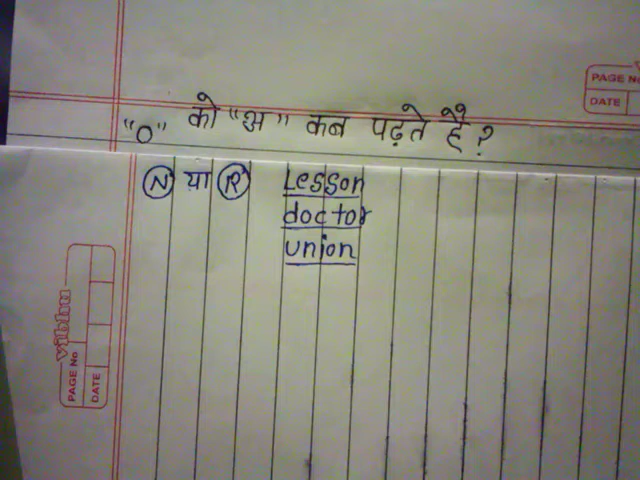 PAGE No
DATE
"o" को "अ" कब पढ़ते हैं?
N या R Lesson
doctor
union
vibhu
PAGE No
DATE